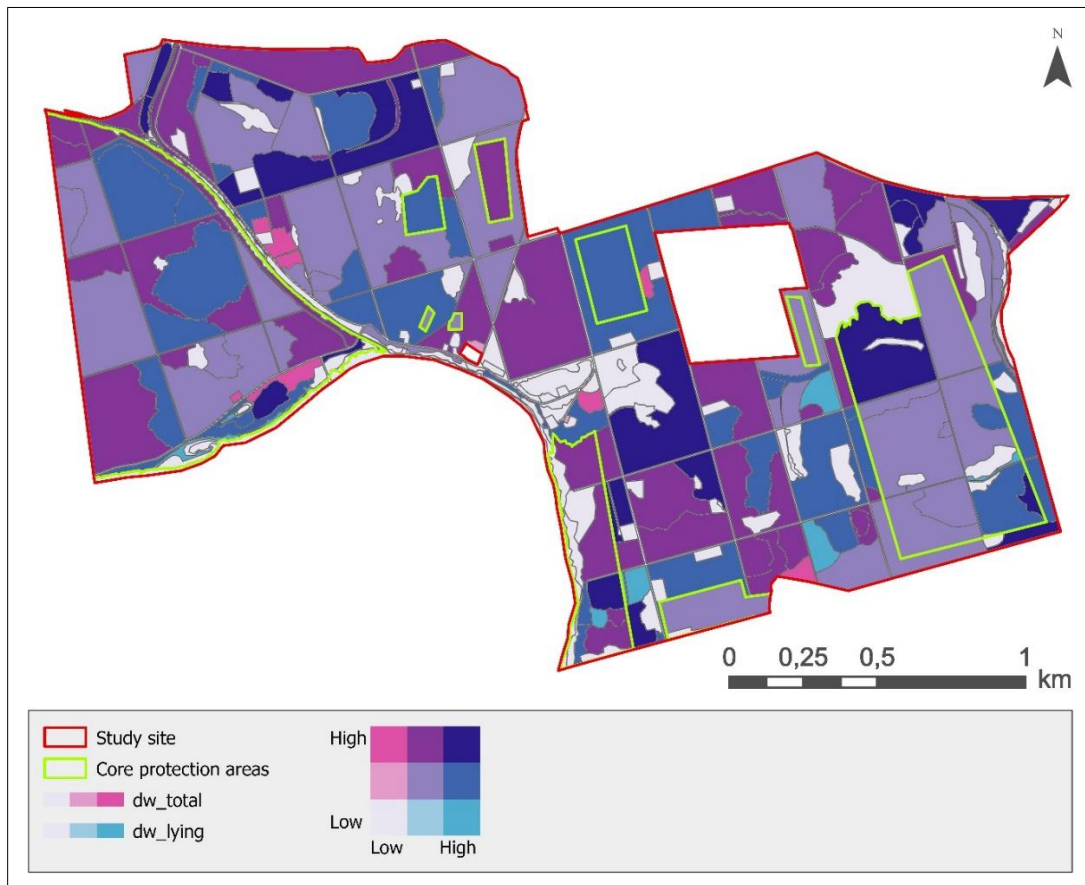 N
0 0,25 0,5 1
km
Study site
Core protection areas
dw_total
dw_lying
High
Low
Low High